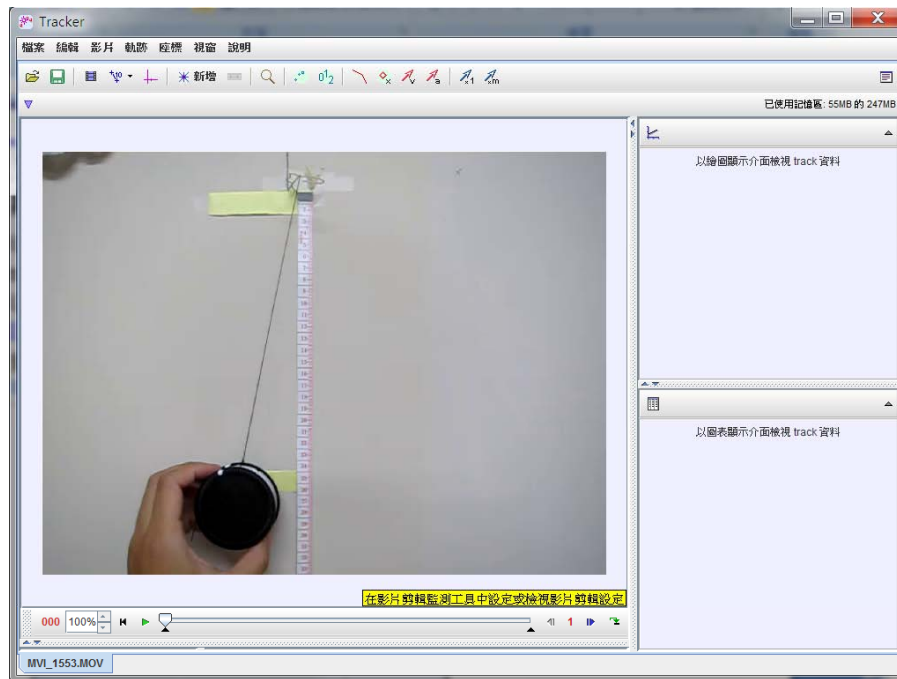 Tracker
檔案 編輯 影片 軌跡 座標 視窗 說明
新增
已使用記憶區: 55MB 的 247MB
以繪圖顯示介面檢視 track 資料
以圖表顯示介面檢視 track 資料
在影片剪輯監測工具中設定或檢視影片剪輯設定
000 100% 1
MVI_1553.MOV